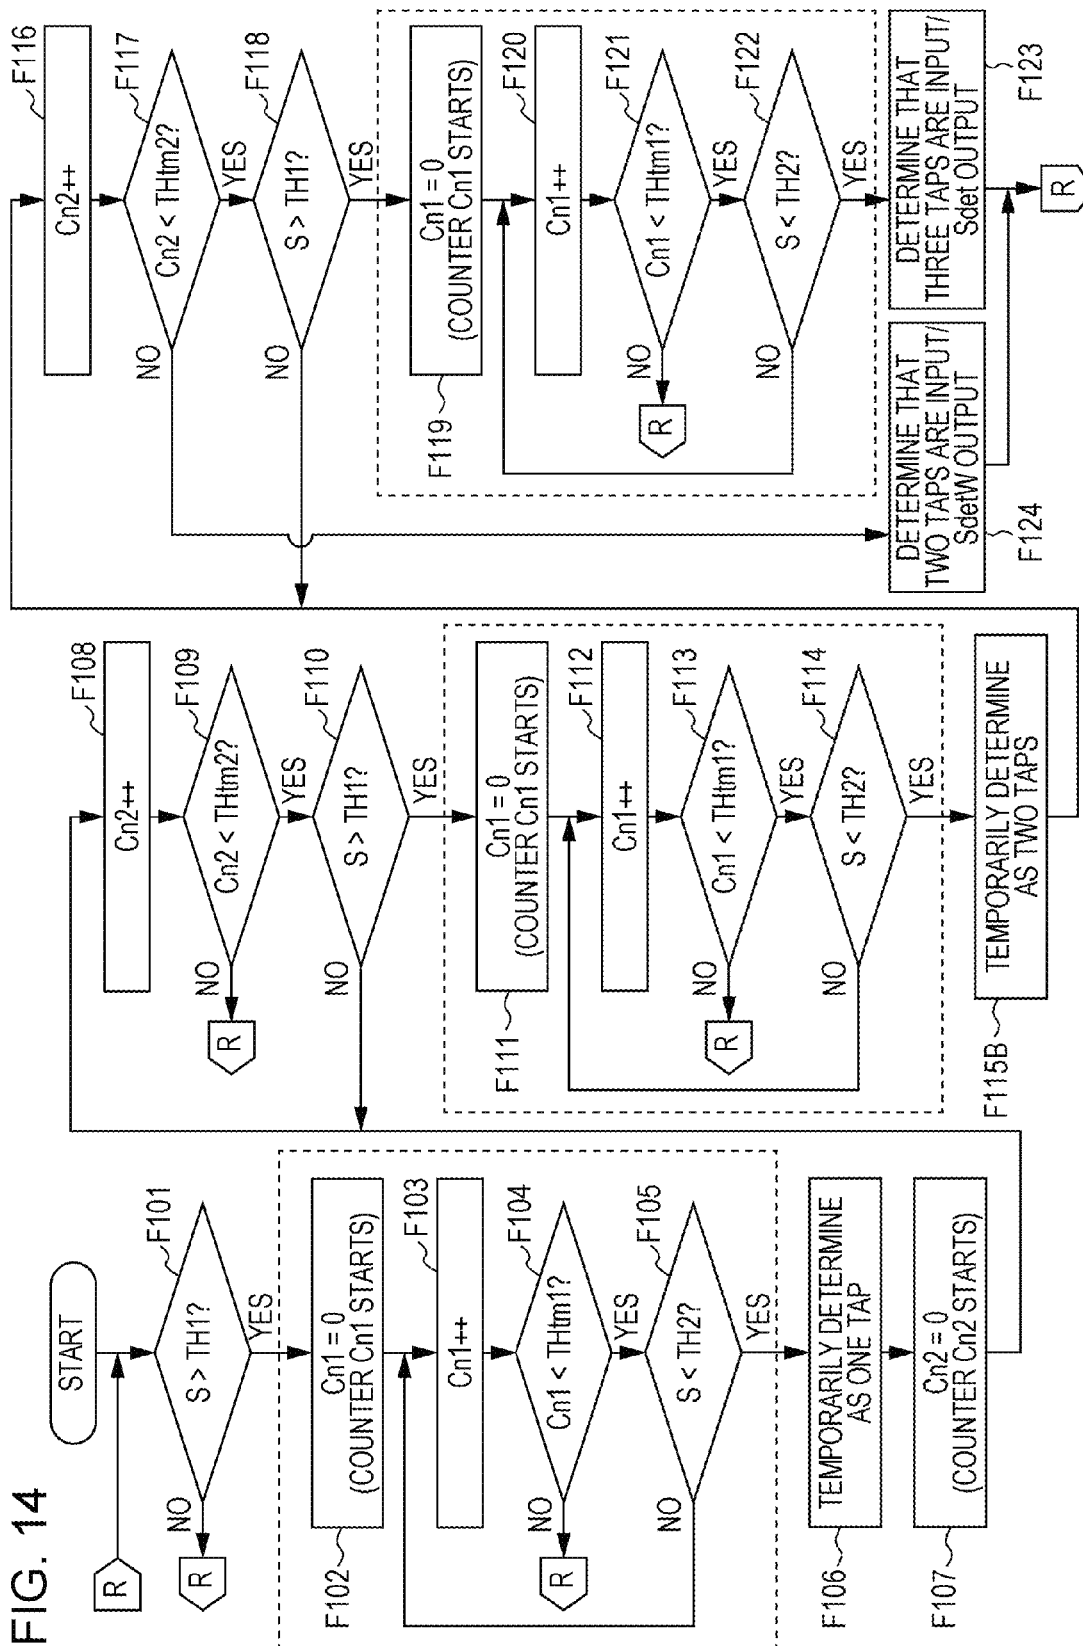 FIG. 14
START
R
F101
S > TH1?
NO
R
YES
F102
Cn1 = 0
(COUNTER Cn1 STARTS)
F103
Cn1++
F104
Cn1 < THtm1?
NO
R
YES
F105
S < TH2?
NO
YES
F106
TEMPORARILY DETERMINE
AS ONE TAP
F107
Cn2 = 0
(COUNTER Cn2 STARTS)
F108
Cn2++
F109
Cn2 < THtm2?
NO
R
YES
F110
S > TH1?
NO
YES
F111
Cn1 = 0
(COUNTER Cn1 STARTS)
F112
Cn1++
F113
Cn1 < THtm1?
NO
R
YES
F114
S < TH2?
NO
YES
F115B
TEMPORARILY DETERMINE
AS TWO TAPS
F116
Cn2++
F117
Cn2 < THtm2?
NO
YES
F118
S > TH1?
NO
YES
F119
Cn1 = 0
(COUNTER Cn1 STARTS)
F120
Cn1++
F121
Cn1 < THtm1?
NO
R
YES
F122
S < TH2?
NO
YES
DETERMINE THAT
TWO TAPS ARE INPUT/
SdetW OUTPUT
F124
DETERMINE THAT
THREE TAPS ARE INPUT/
Sdet OUTPUT
F123
R